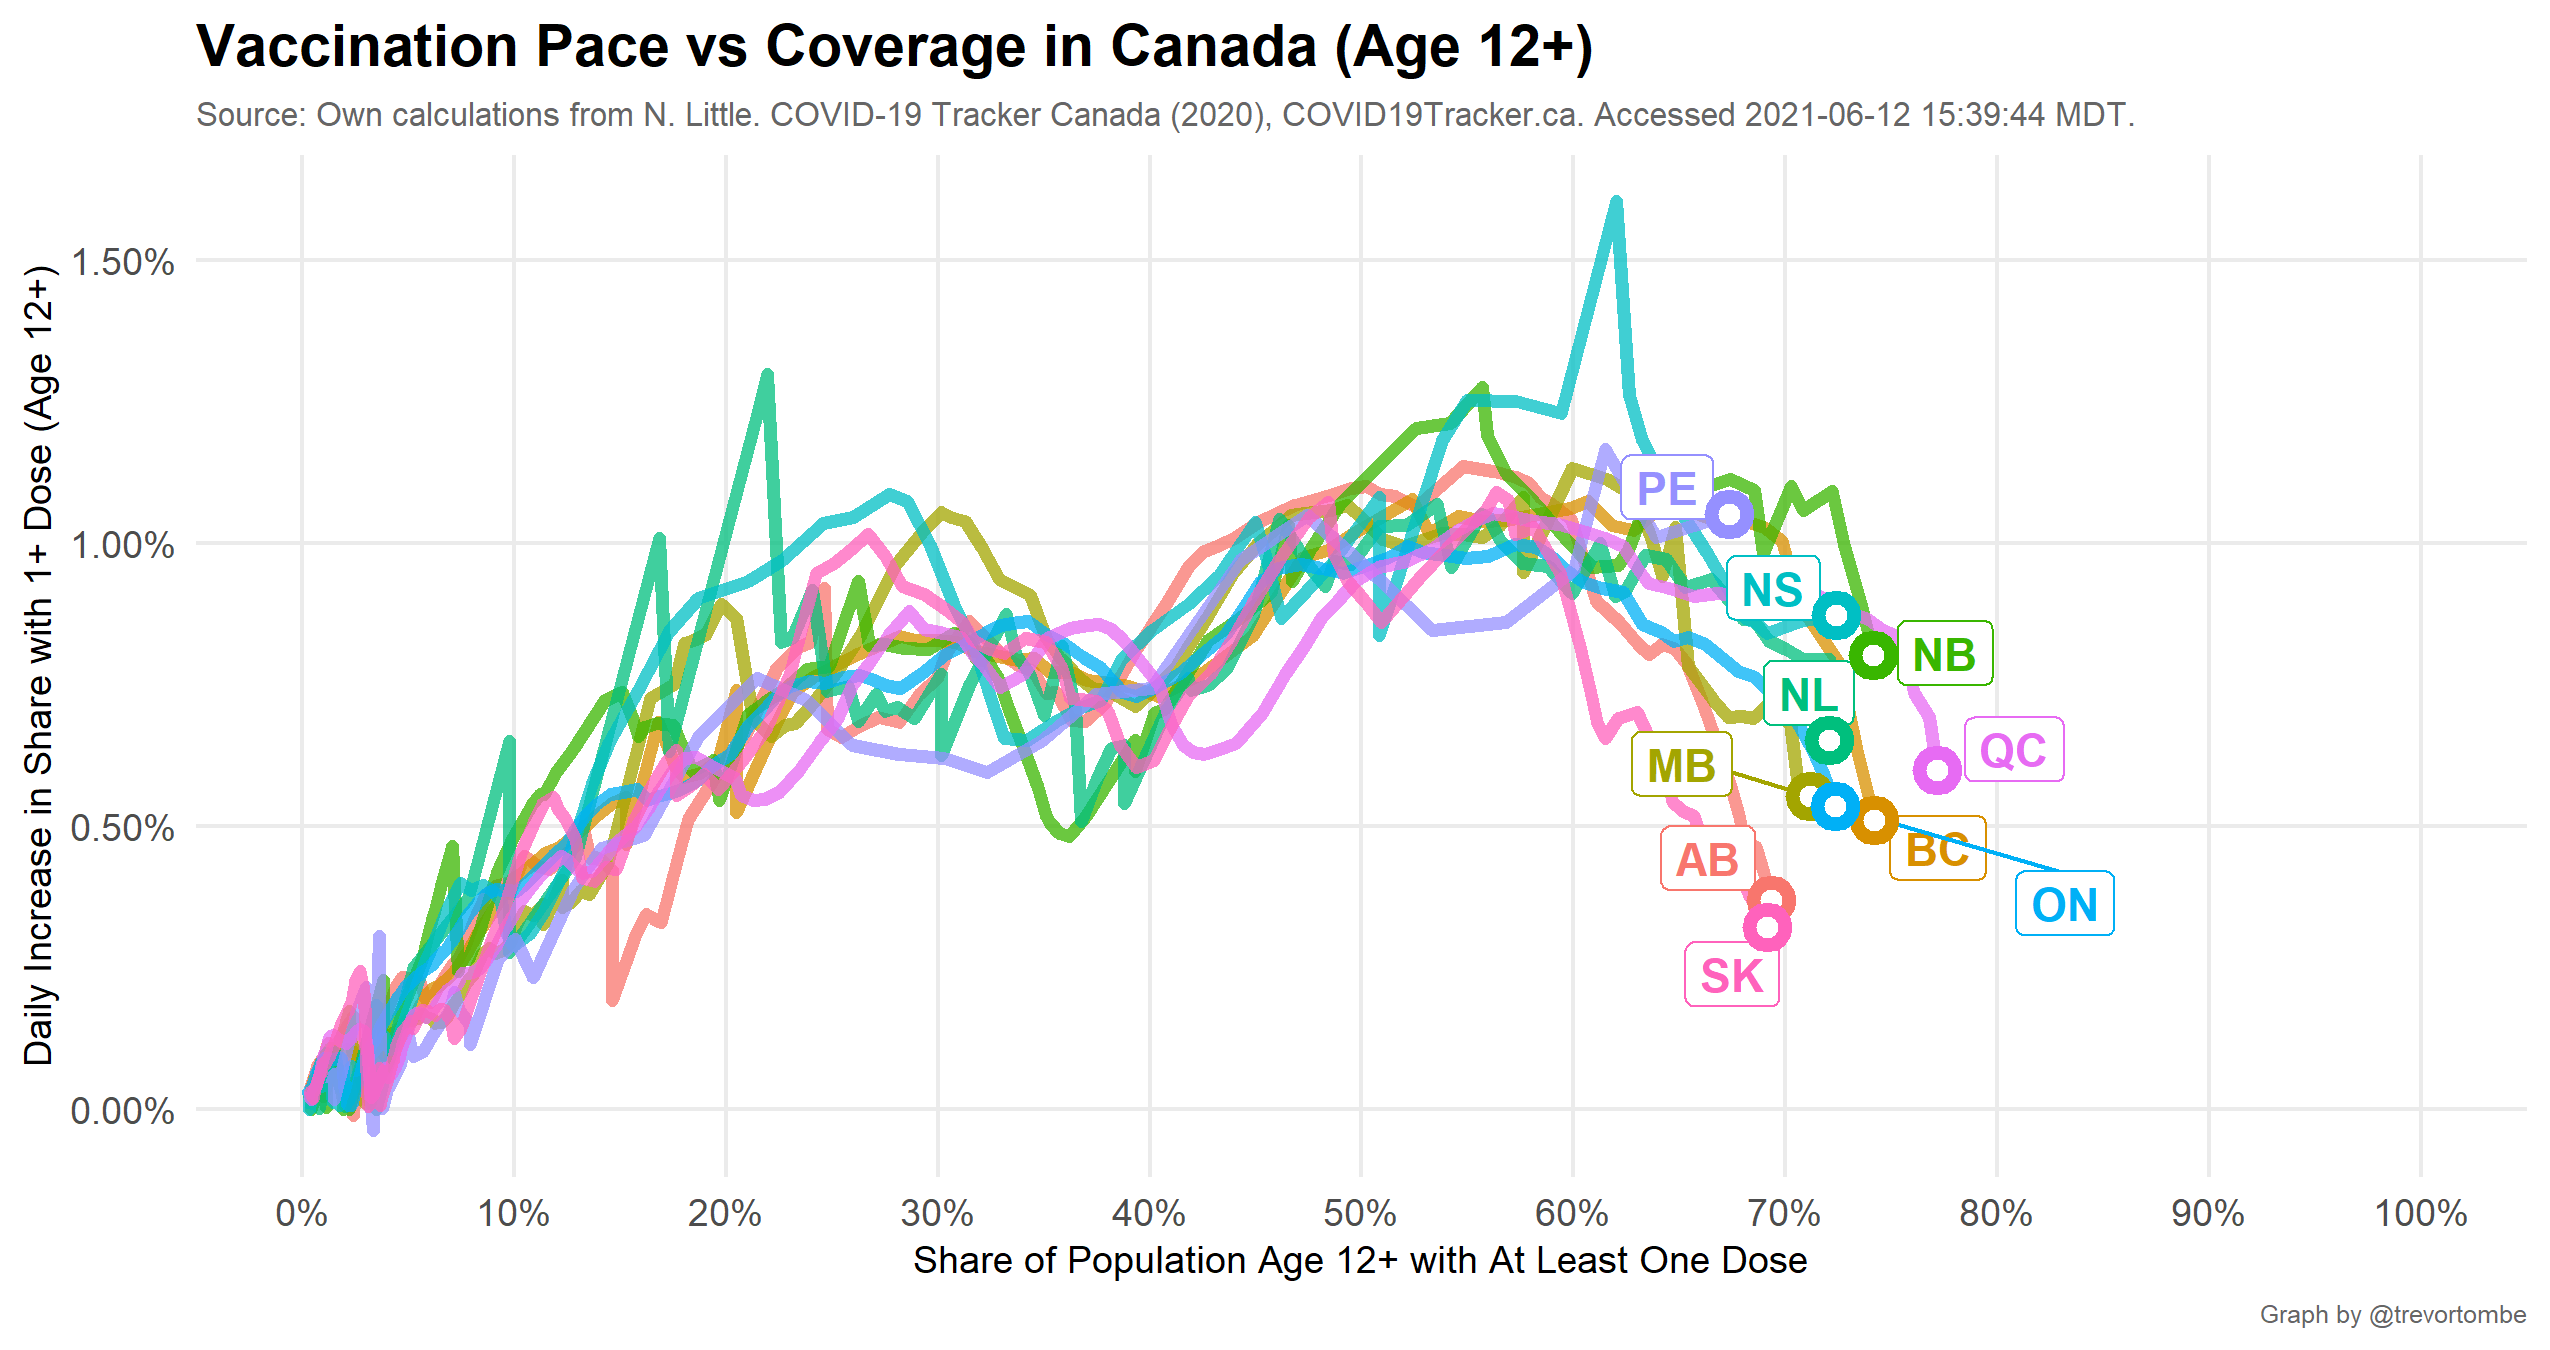 Vaccination Pace vs Coverage in Canada (Age 12+)
Source: Own calculations from N. Little. COVID-19 Tracker Canada (2020), COVID19Tracker.ca. Accessed 2021-06-12 15:39:44 MDT.
Daily Increase in Share with 1+ Dose (Age 12+)
1.50%
1.00%
0.50%
0.00%
PE
NS
NB
NL
QC
MB
BC
AB
ON
SK
0% 10% 20% 30% 40% 50% 60% 70% 80% 90% 100%
Share of Population Age 12+ with At Least One Dose
Graph by @trevortombe